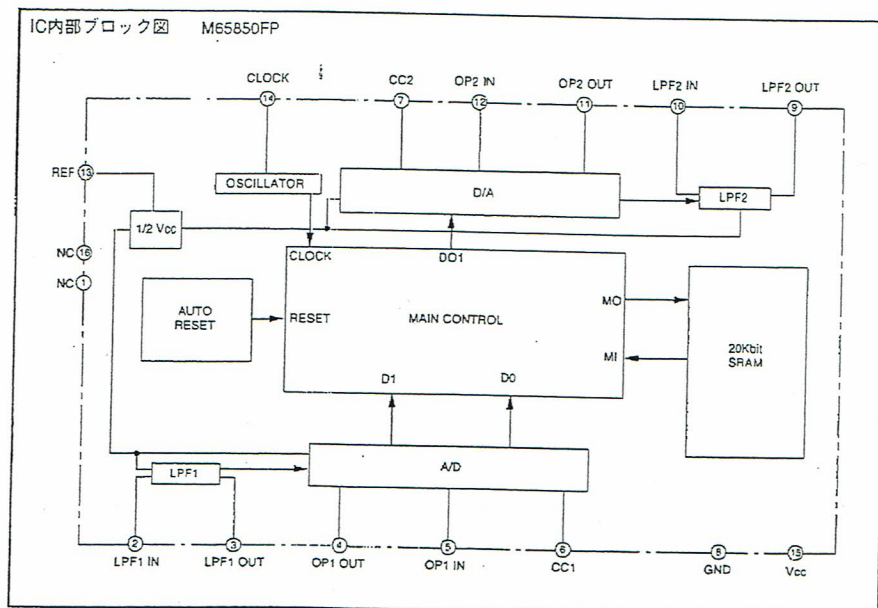 IC内部ブロック図 M65850FP
CLOCK
CC2
OP2 IN
OP2 OUT
LPF2 IN
LPF2 OUT
14
7
12
11
10
9
REF 13
OSCILLATOR
D/A
LPF2
1/2 Vcc
NC 16
NC 1
CLOCK
DO1
AUTO
RESET
RESET
MAIN CONTROL
MO
MI
20Kbit
SRAM
D1
D0
A/D
LPF1
2
3
4
5
6
8
15
LPF1 IN
LPF1 OUT
OP1 OUT
OP1 IN
CC1
GND
Vcc